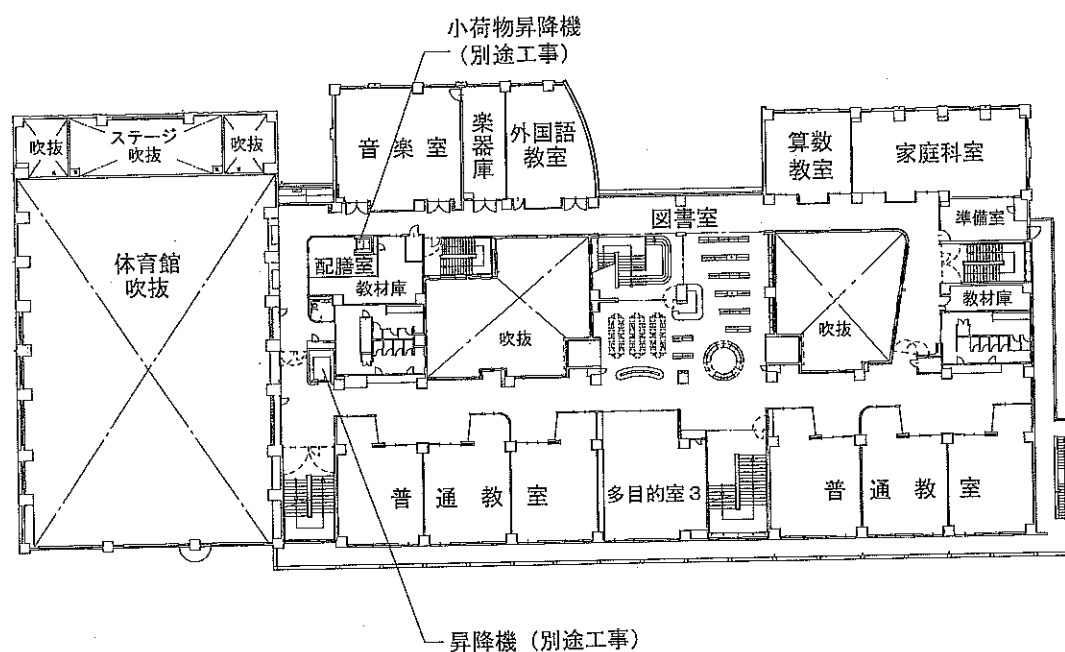 小荷物昇降機
(別途工事)
吹抜
ステージ
吹抜
吹抜
音楽室
楽器庫
外国語
教室
算数
教室
家庭科室
図書室
準備室
体育館
吹抜
配膳室
教材庫
教材庫
吹抜
吹抜
普通教室
多目的室3
普通教室
昇降機(別途工事)